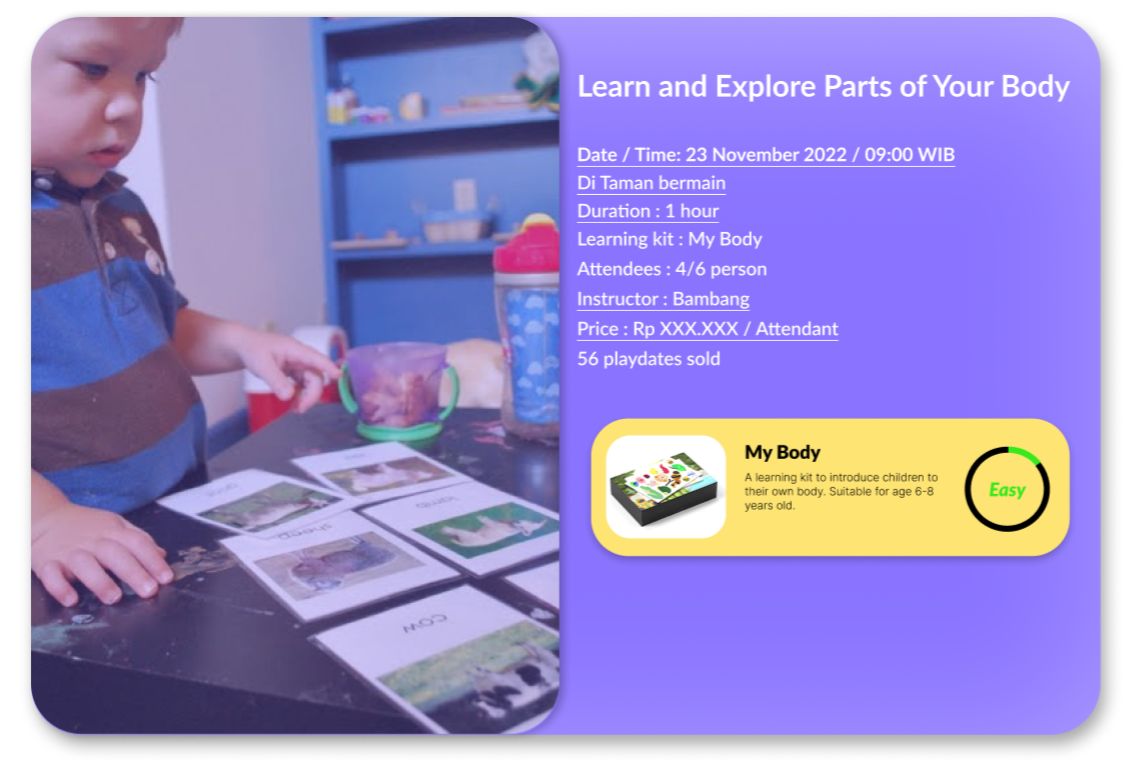 Learn and Explore Parts of Your Body
Date / Time: 23 November 2022 / 09:00 WIB
Di Taman bermain
Duration : 1 hour
Learning kit : My Body
Attendees : 4/6 person
Instructor : Bambang
Price : Rp XXX.XXX / Attendant
56 playdates sold
My Body
A learning kit to introduce children to
their own body. Suitable for age 6-8
years old.
Easy
sheep
cow